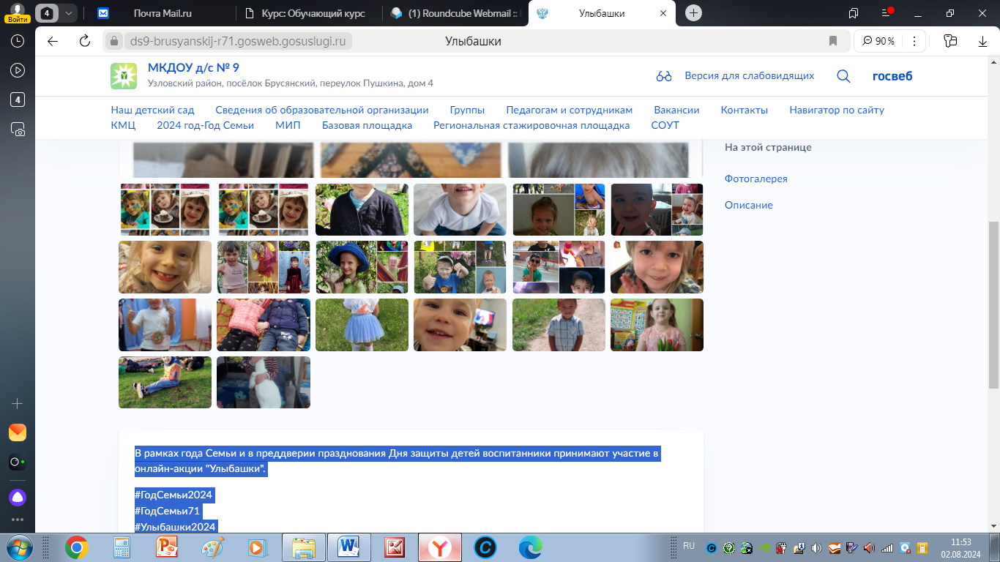 Войти
4
Почта Mail.ru
Курс: Обучающий курс
(1) Roundcube Webmail ::
Улыбашки
ds9-brusyanskij-r71.gosweb.gosuslugi.ru
Улыбашки
90%
4
МКДОУ д/с № 9
Узловский район, посёлок Брусянский, переулок Пушкина, дом 4
Версия для слабовидящих
госвеб
Наш детский сад
Сведения об образовательной организации
Группы
Педагогам и сотрудникам
Вакансии
Контакты
Навигатор по сайту
КМЦ
2024 год-Год Семьи
МИП
Базовая площадка
Региональная стажировочная площадка
СОУТ
На этой странице
Фотогалерея
Описание
В рамках года Семьи и в преддверии празднования Дня защиты детей воспитанники принимают участие в
онлайн-акции "Улыбашки".
#ГодСемьи2024
#ГодСемьи71
#Улыбашки2024
RU
11:53
02.08.2024